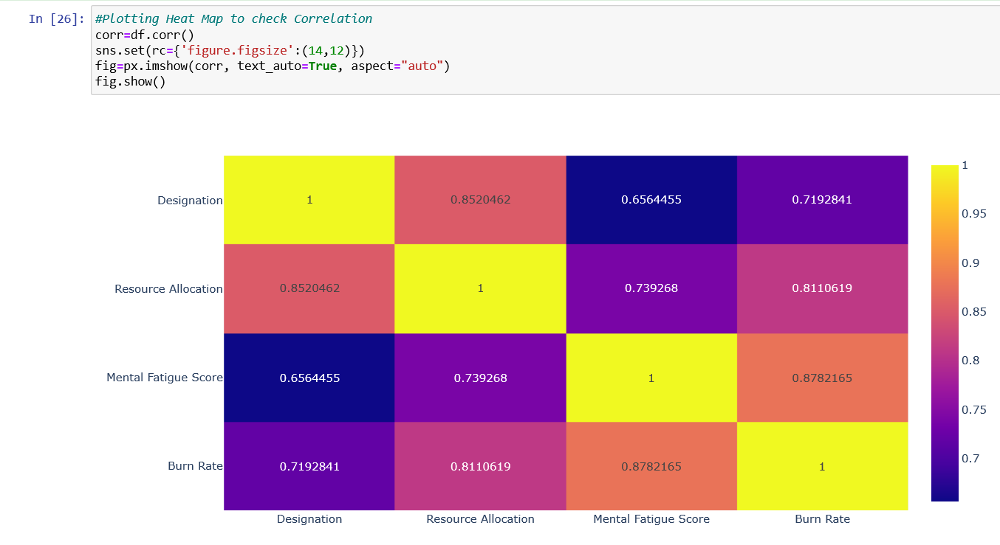 In [26]: #Plotting Heat Map to check Correlation
corr=df.corr()
sns.set(rc={'figure.figsize':(14,12)})
fig=px.imshow(corr, text_auto=True, aspect="auto")
fig.show()
Designation 1 0.8520462 0.6564455 0.7192841
Resource Allocation 0.8520462 1 0.739268 0.8110619
Mental Fatigue Score 0.6564455 0.739268 1 0.8782165
Burn Rate 0.7192841 0.8110619 0.8782165 1
Designation Resource Allocation Mental Fatigue Score Burn Rate
1
0.95
0.9
0.85
0.8
0.75
0.7